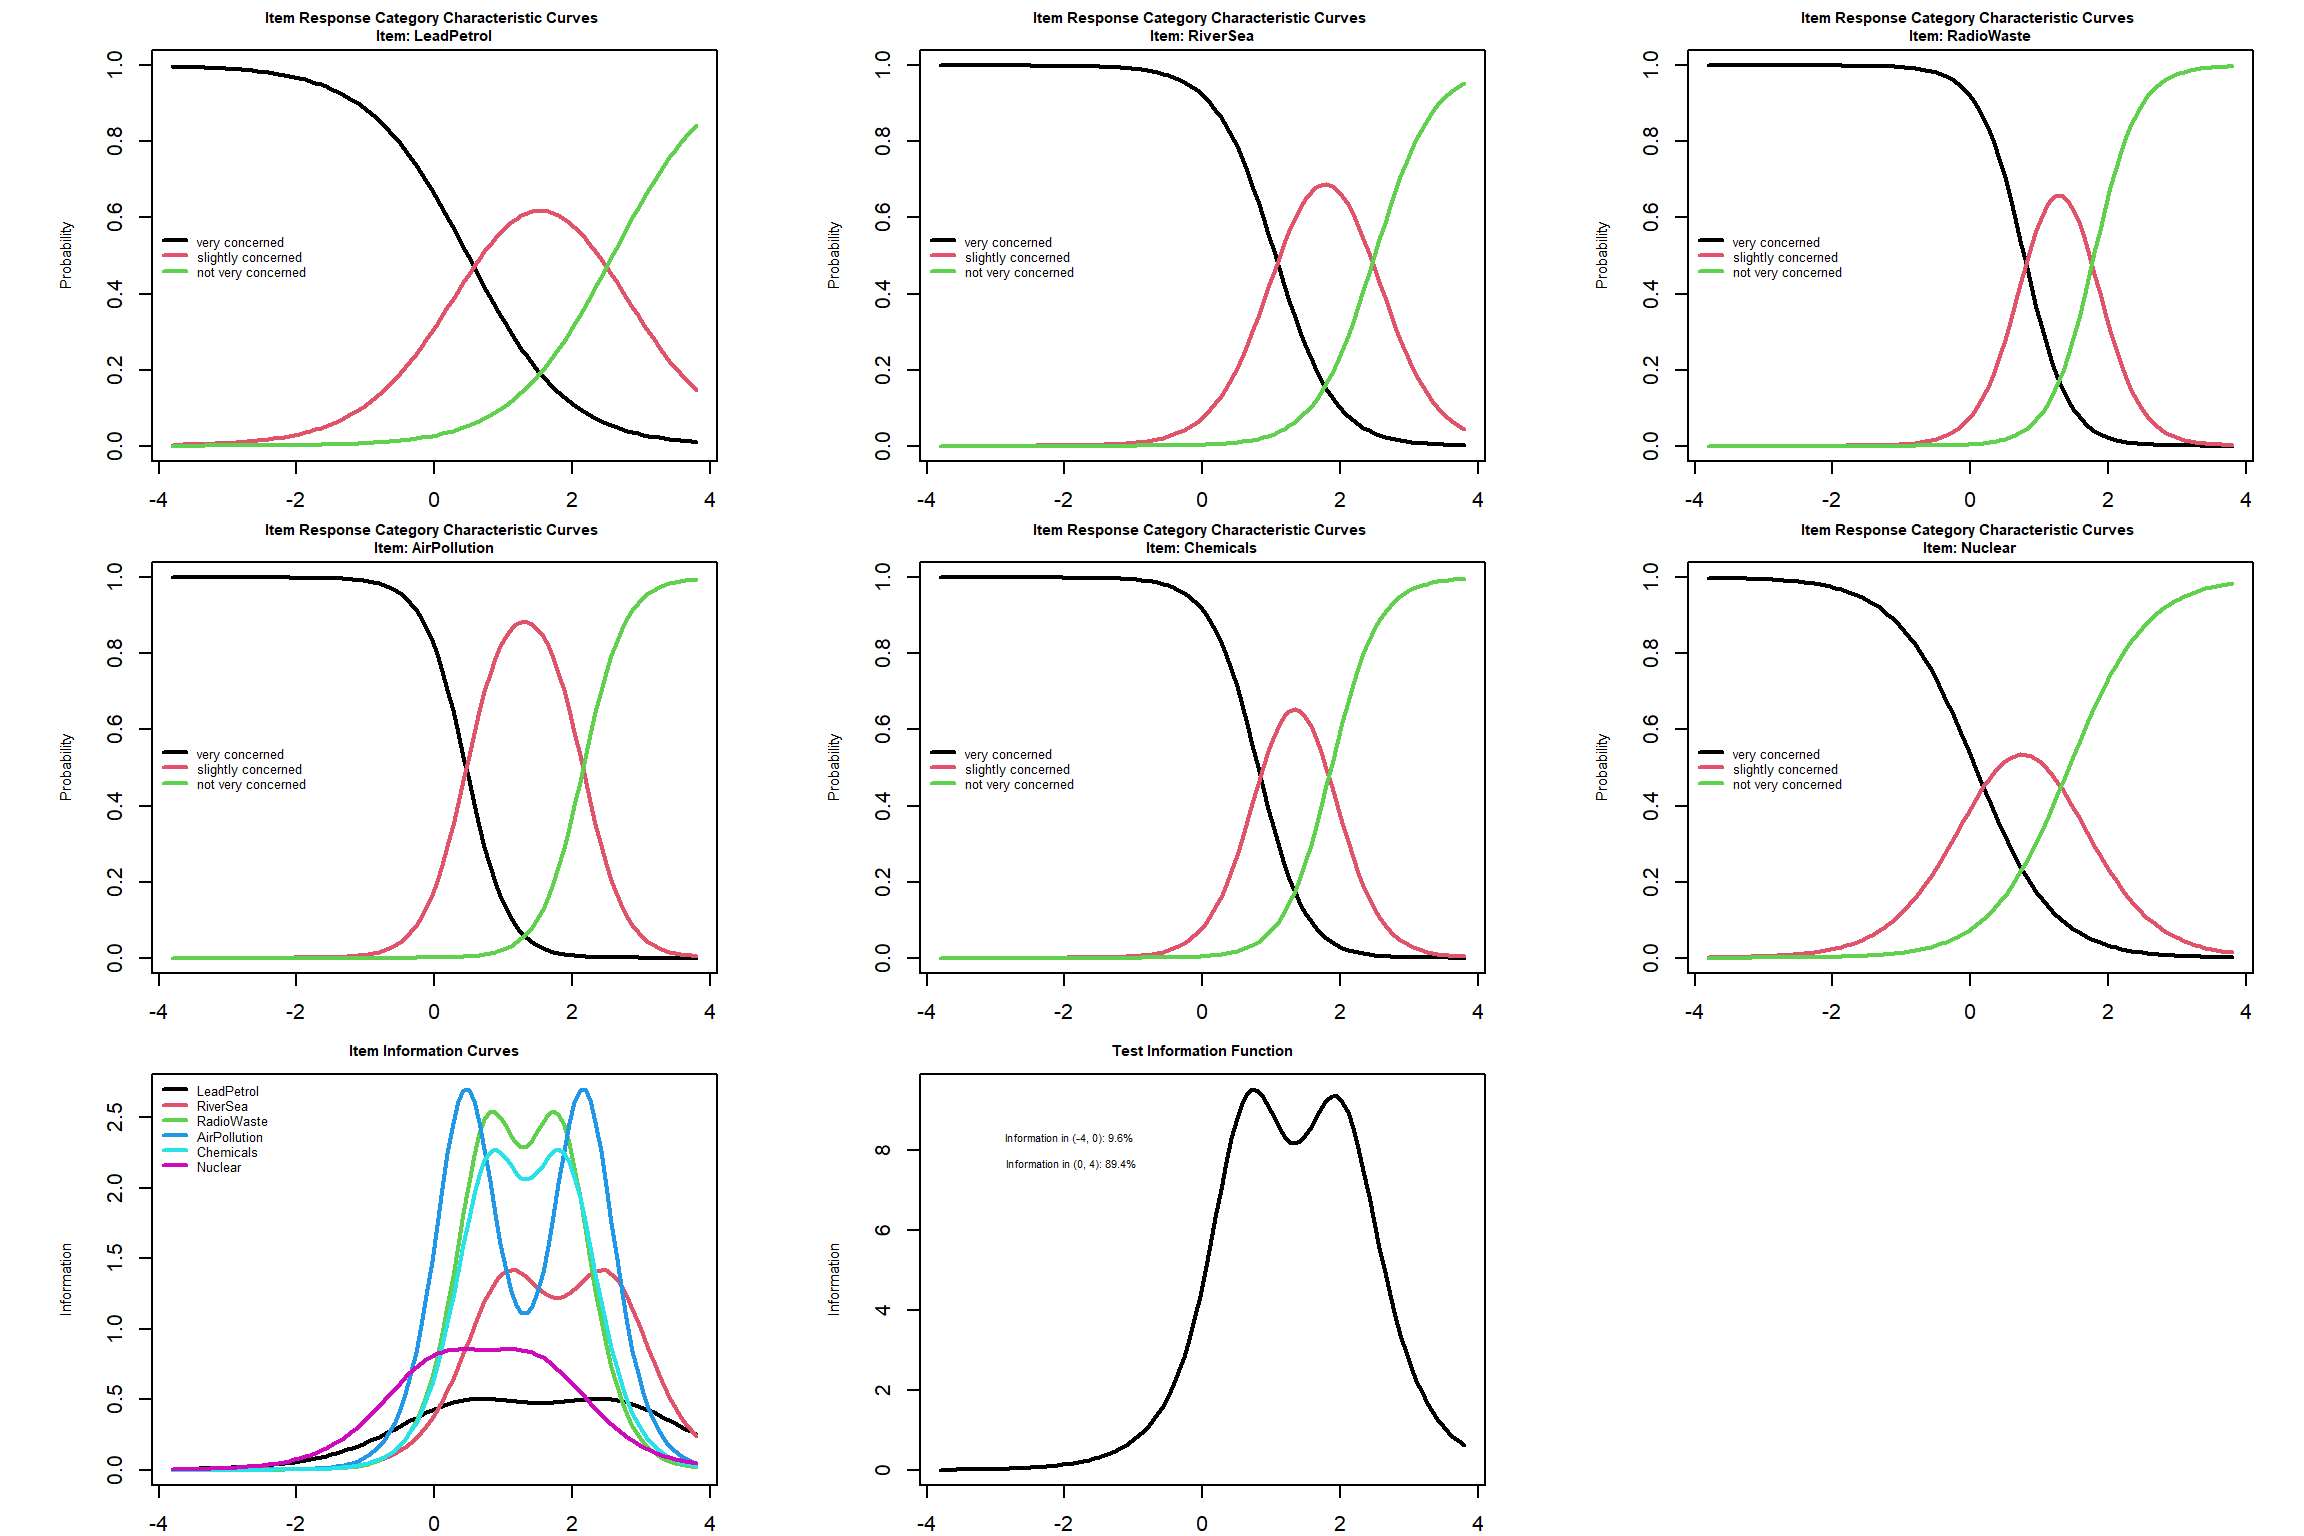 Item Response Category Characteristic Curves
Item: LeadPetrol
Probability
0.0 0.2 0.4 0.6 0.8 1.0
very concerned
slightly concerned
not very concerned
-4 -2 0 2 4
Item Response Category Characteristic Curves
Item: RiverSea
Probability
0.0 0.2 0.4 0.6 0.8 1.0
very concerned
slightly concerned
not very concerned
-4 -2 0 2 4
Item Response Category Characteristic Curves
Item: RadioWaste
Probability
0.0 0.2 0.4 0.6 0.8 1.0
very concerned
slightly concerned
not very concerned
-4 -2 0 2 4
Item Response Category Characteristic Curves
Item: AirPollution
Probability
0.0 0.2 0.4 0.6 0.8 1.0
very concerned
slightly concerned
not very concerned
-4 -2 0 2 4
Item Response Category Characteristic Curves
Item: Chemicals
Probability
0.0 0.2 0.4 0.6 0.8 1.0
very concerned
slightly concerned
not very concerned
-4 -2 0 2 4
Item Response Category Characteristic Curves
Item: Nuclear
Probability
0.0 0.2 0.4 0.6 0.8 1.0
very concerned
slightly concerned
not very concerned
-4 -2 0 2 4
Item Information Curves
Information
0.0 0.5 1.0 1.5 2.0 2.5
LeadPetrol
RiverSea
RadioWaste
AirPollution
Chemicals
Nuclear
-4 -2 0 2 4
Test Information Function
Information
0 2 4 6 8
Information in (-4, 0): 9.6%
Information in (0, 4): 89.4%
-4 -2 0 2 4